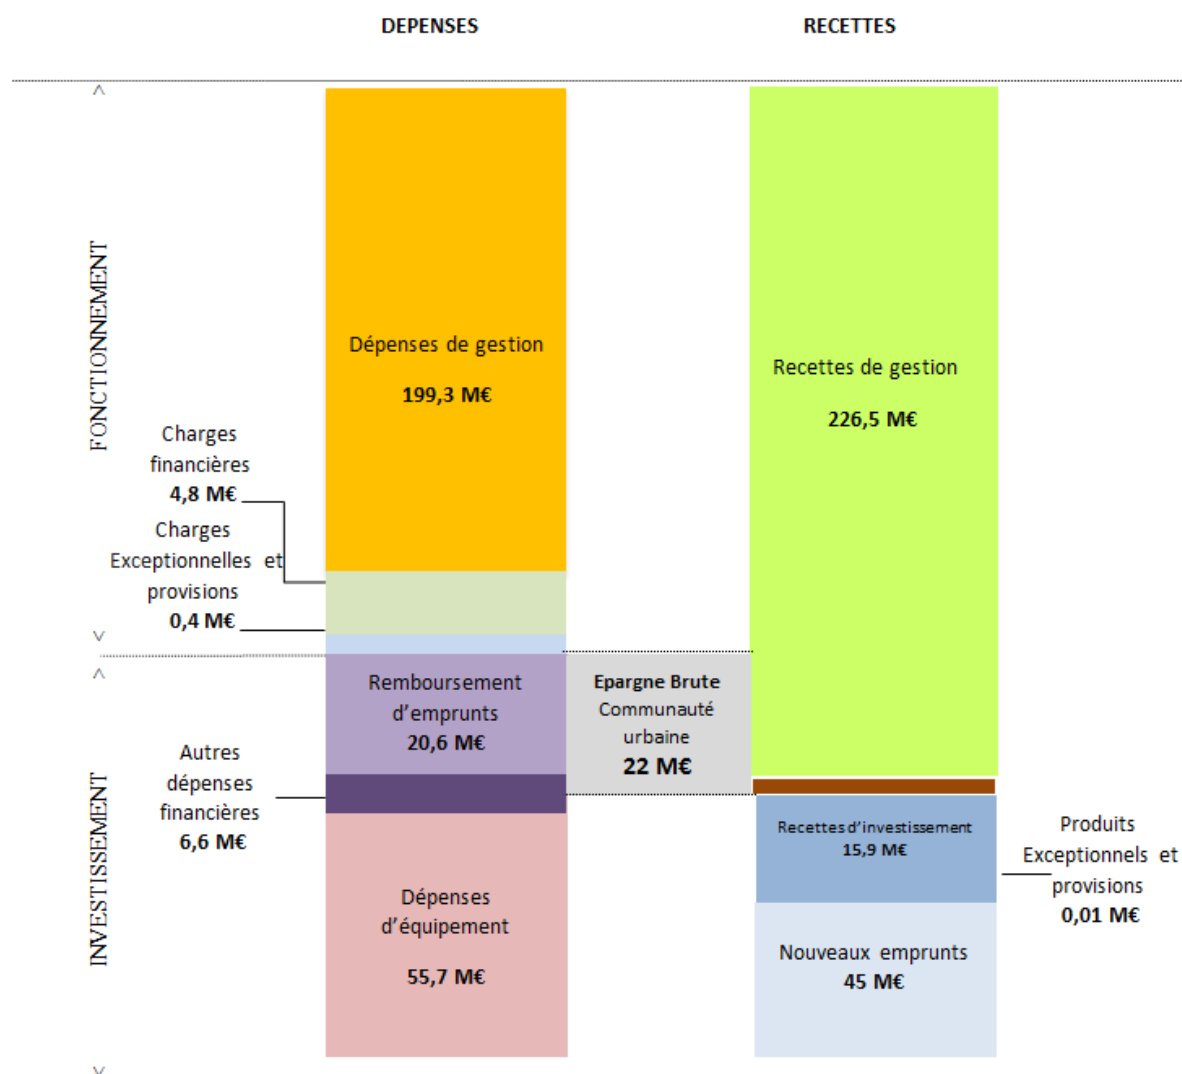 DEPENSES
RECETTES
FONCTIONNEMENT
Dépenses de gestion
199,3 M€
Recettes de gestion
226,5 M€
Charges
financières
4,8 M€
Charges
Exceptionnelles et
provisions
0,4 M€
INVESTISSEMENT
Remboursement
d’emprunts
20,6 M€
Epargne Brute
Communauté
urbaine
22 M€
Autres
dépenses
financières
6,6 M€
Recettes d’investissement
15,9 M€
Produits
Exceptionnels et
provisions
0,01 M€
Dépenses
d’équipement
55,7 M€
Nouveaux emprunts
45 M€